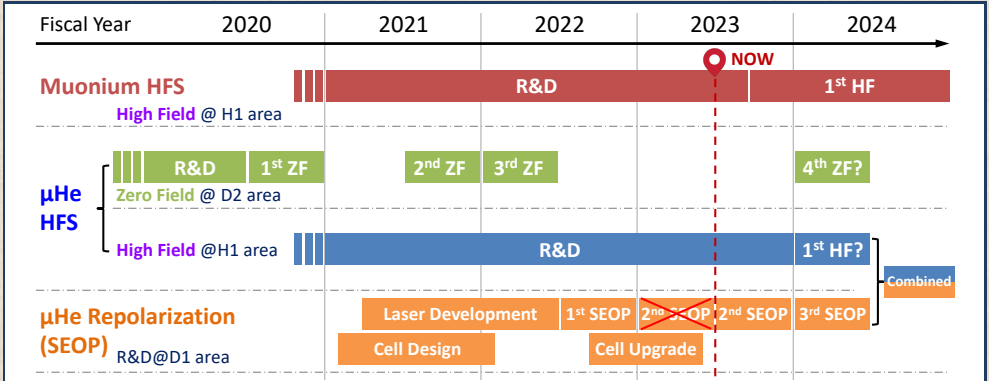 Fiscal Year 2020 2021 2022 2023 2024
NOW
Muonium HFS R&D 1st HF
High Field @ H1 area
R&D 1st ZF 2nd ZF 3rd ZF 4th ZF?
Zero Field @ D2 area
µHe
HFS
High Field @H1 area R&D 1st HF?
Combined
µHe Repolarization
(SEOP)
Laser Development 1st SEOP 2nd SEOP 2nd SEOP 3rd SEOP
R&D@D1 area
Cell Design Cell Upgrade